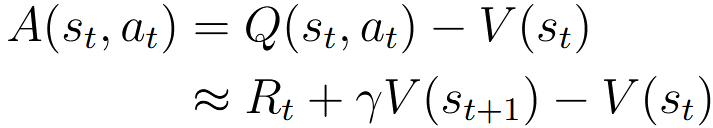 A(s_t, a_t) = Q(s_t, a_t) − V(s_t)
≈ R_t + γV(s_{t+1}) − V(s_t)